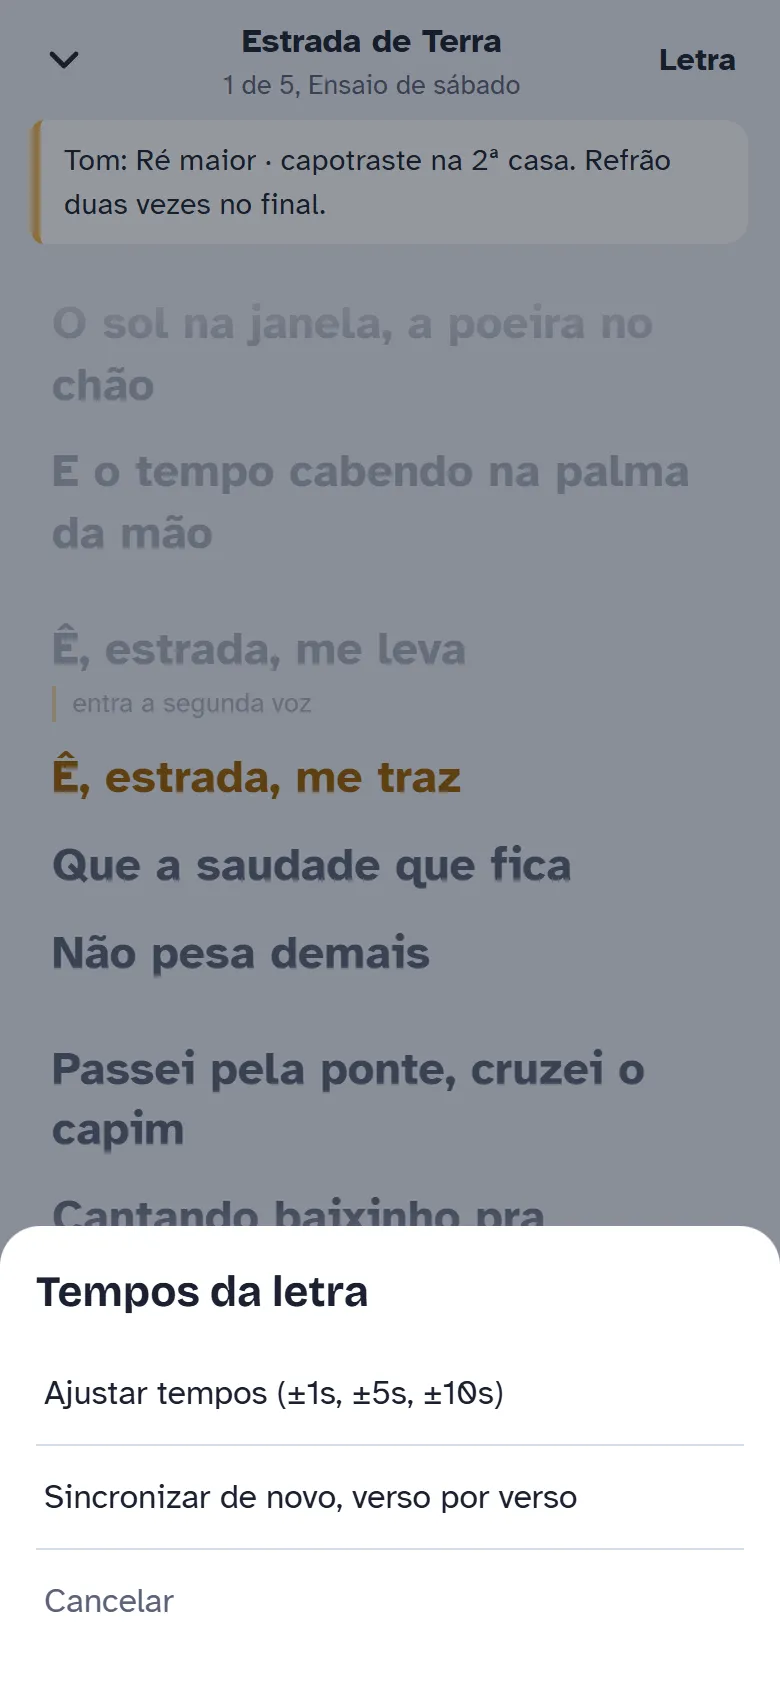 Estrada de Terra
1 de 5, Ensaio de sábado
Letra
Tom: Ré maior · capotraste na 2ª casa. Refrão
duas vezes no final.
O sol na janela, a poeira no
chão
E o tempo cabendo na palma
da mão
Ê, estrada, me leva
entra a segunda voz
Ê, estrada, me traz
Que a saudade que fica
Não pesa demais
Passei pela ponte, cruzei o
capim
Cantando baixinho pra
Tempos da letra
Ajustar tempos (±1s, ±5s, ±10s)
Sincronizar de novo, verso por verso
Cancelar